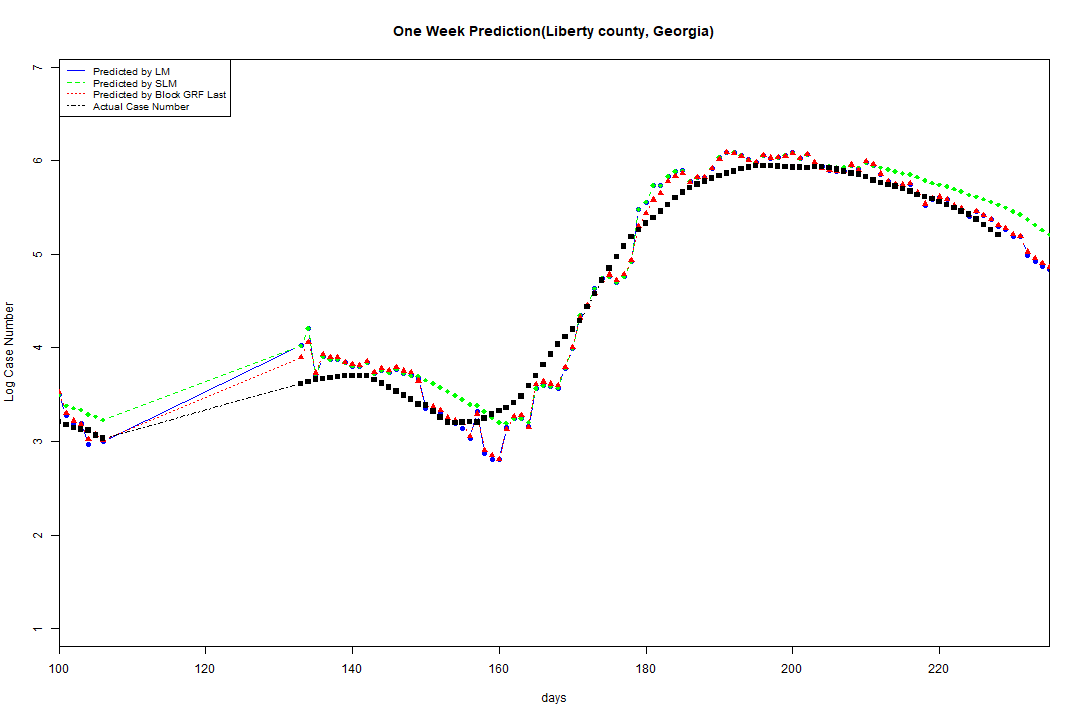 One Week Prediction(Liberty county, Georgia)
Predicted by LM
Predicted by SLM
Predicted by Block GRF Last
Actual Case Number
7
6
5
4
3
2
1
Log Case Number
100 120 140 160 180 200 220
days